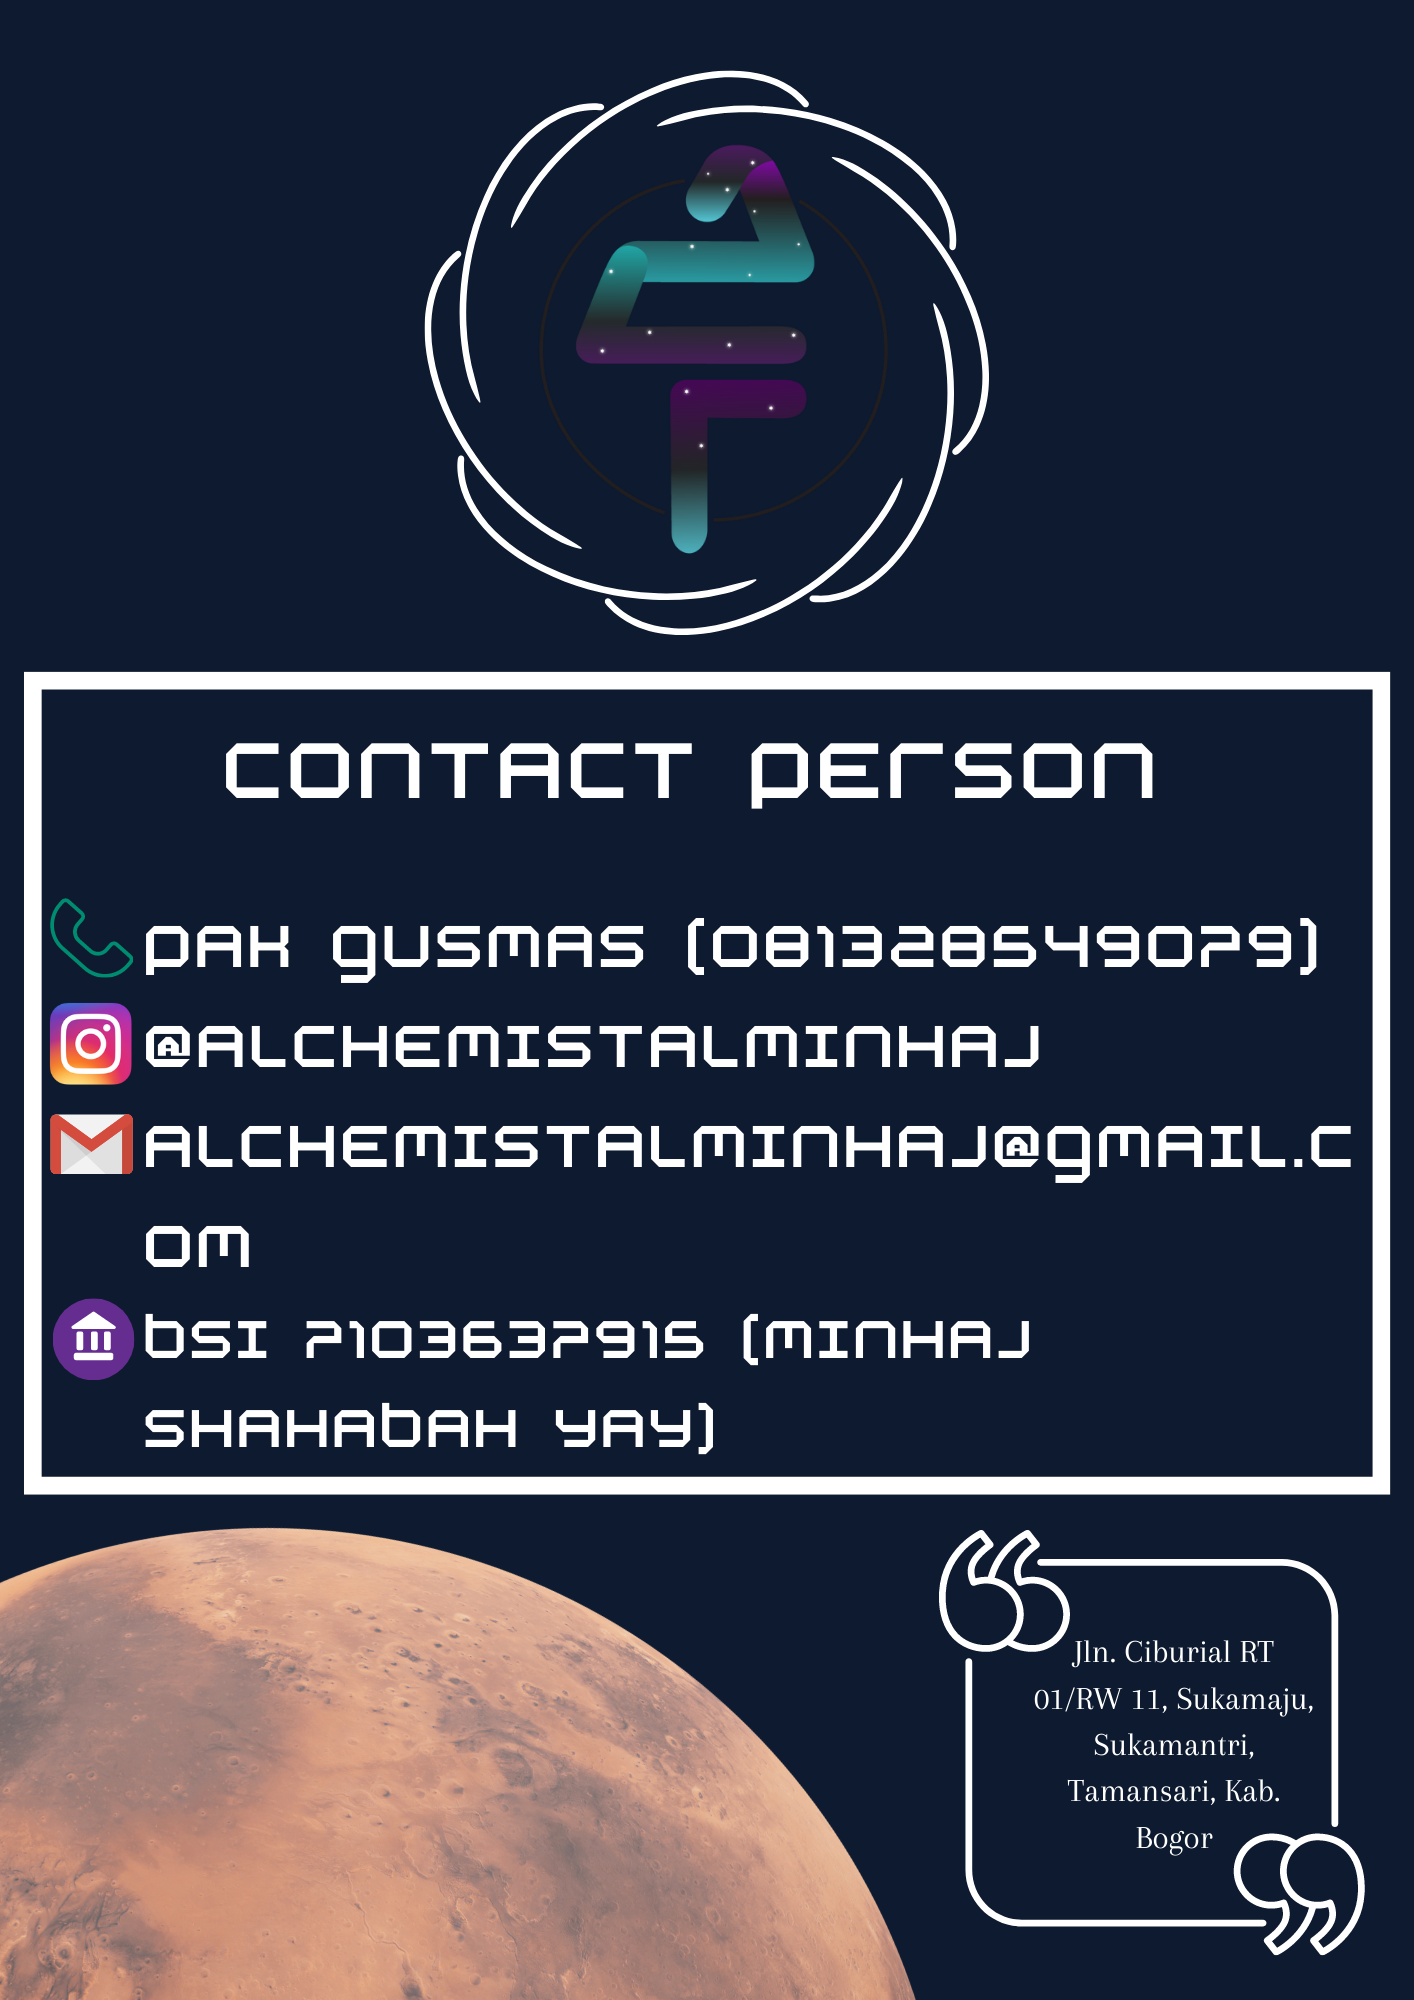 CONTACT PERSON
PAK GUSMAS (081328549079)
@ALCHEMISTALMINHAJ
ALCHEMISTALMINHAJ@GMAIL.C
OM
BSI 7103637915 (MINHAJ
SHAHABAH YAY)
Jln. Ciburial RT
01/RW 11, Sukamaju,
Sukamantri,
Tamansari, Kab.
Bogor